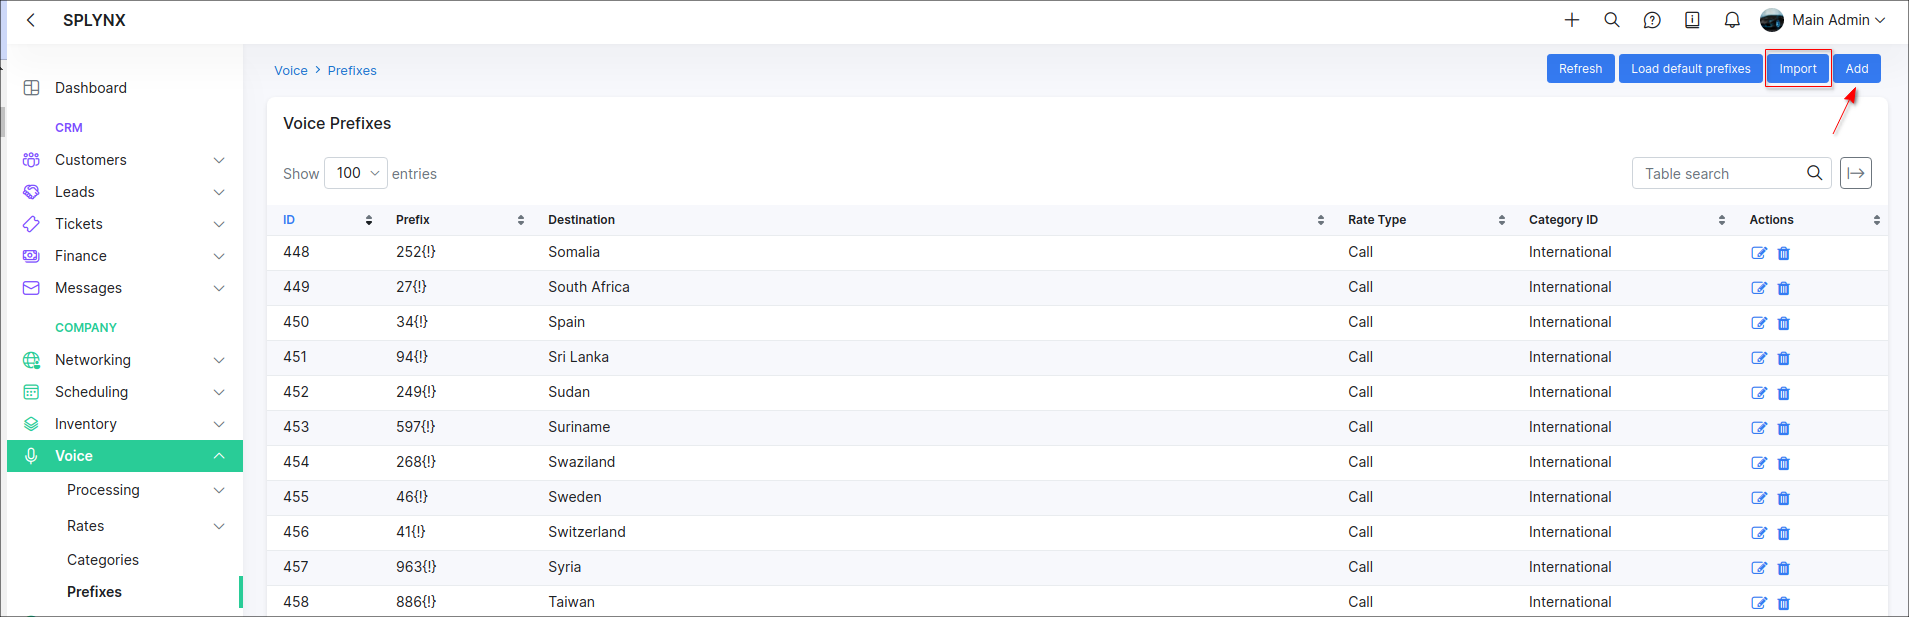 SPLYNX
Main Admin
Dashboard
CRM
Customers
Leads
Tickets
Finance
Messages
COMPANY
Networking
Scheduling
Inventory
Voice
Processing
Rates
Categories
Prefixes
Voice > Prefixes
Refresh Load default prefixes Import Add
Voice Prefixes
Show 100 entries
Table search
ID Prefix Destination Rate Type Category ID Actions
448 252{!} Somalia Call International
449 27{!} South Africa Call International
450 34{!} Spain Call International
451 94{!} Sri Lanka Call International
452 249{!} Sudan Call International
453 597{!} Suriname Call International
454 268{!} Swaziland Call International
455 46{!} Sweden Call International
456 41{!} Switzerland Call International
457 963{!} Syria Call International
458 886{!} Taiwan Call International